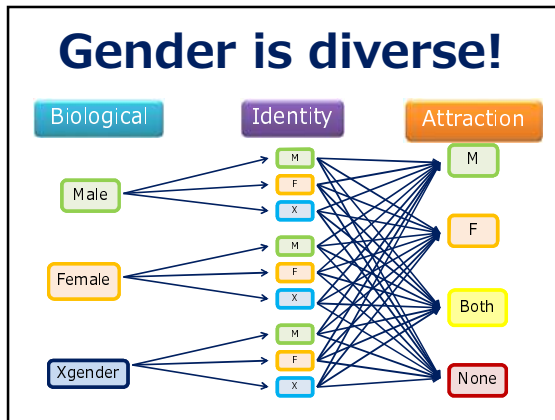 Gender is diverse!
Biological
Identity
Attraction
Male
Female
Xgender
M
F
X
M
F
X
M
F
X
M
F
Both
None